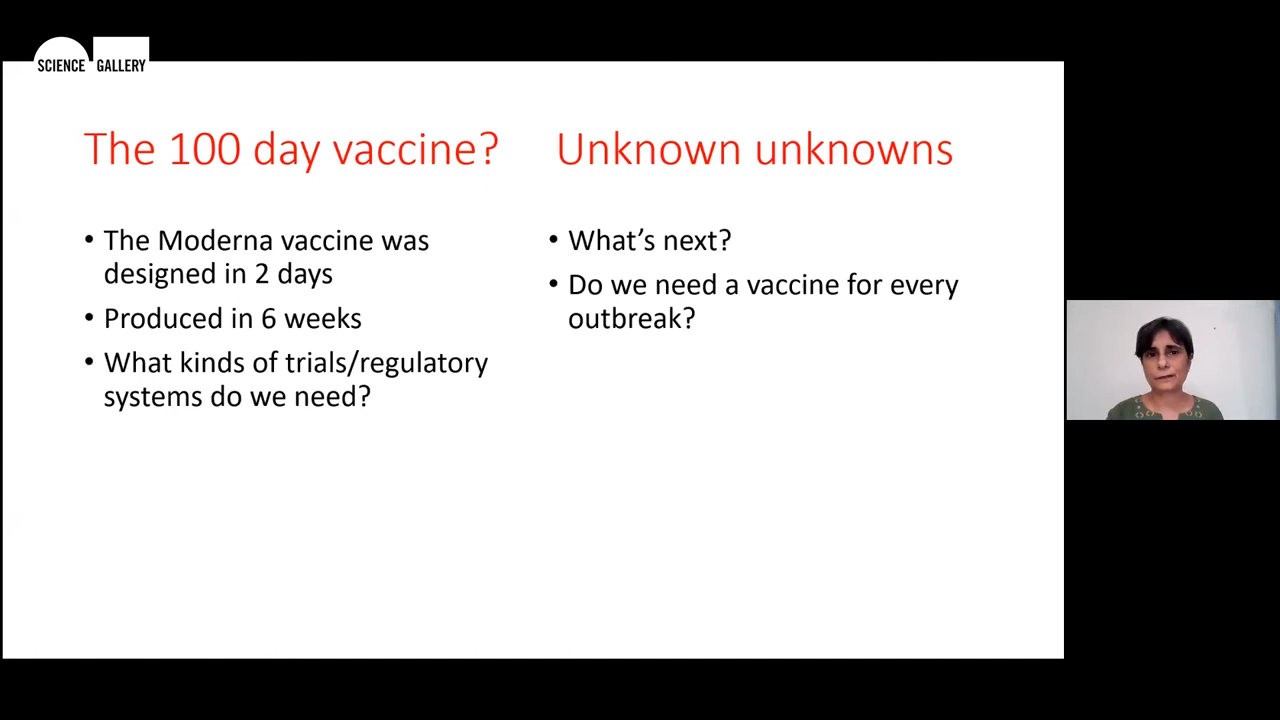 SCIENCE GALLERY
The 100 day vaccine?
• The Moderna vaccine was
designed in 2 days
• Produced in 6 weeks
• What kinds of trials/regulatory
systems do we need?
Unknown unknowns
• What’s next?
• Do we need a vaccine for every
outbreak?